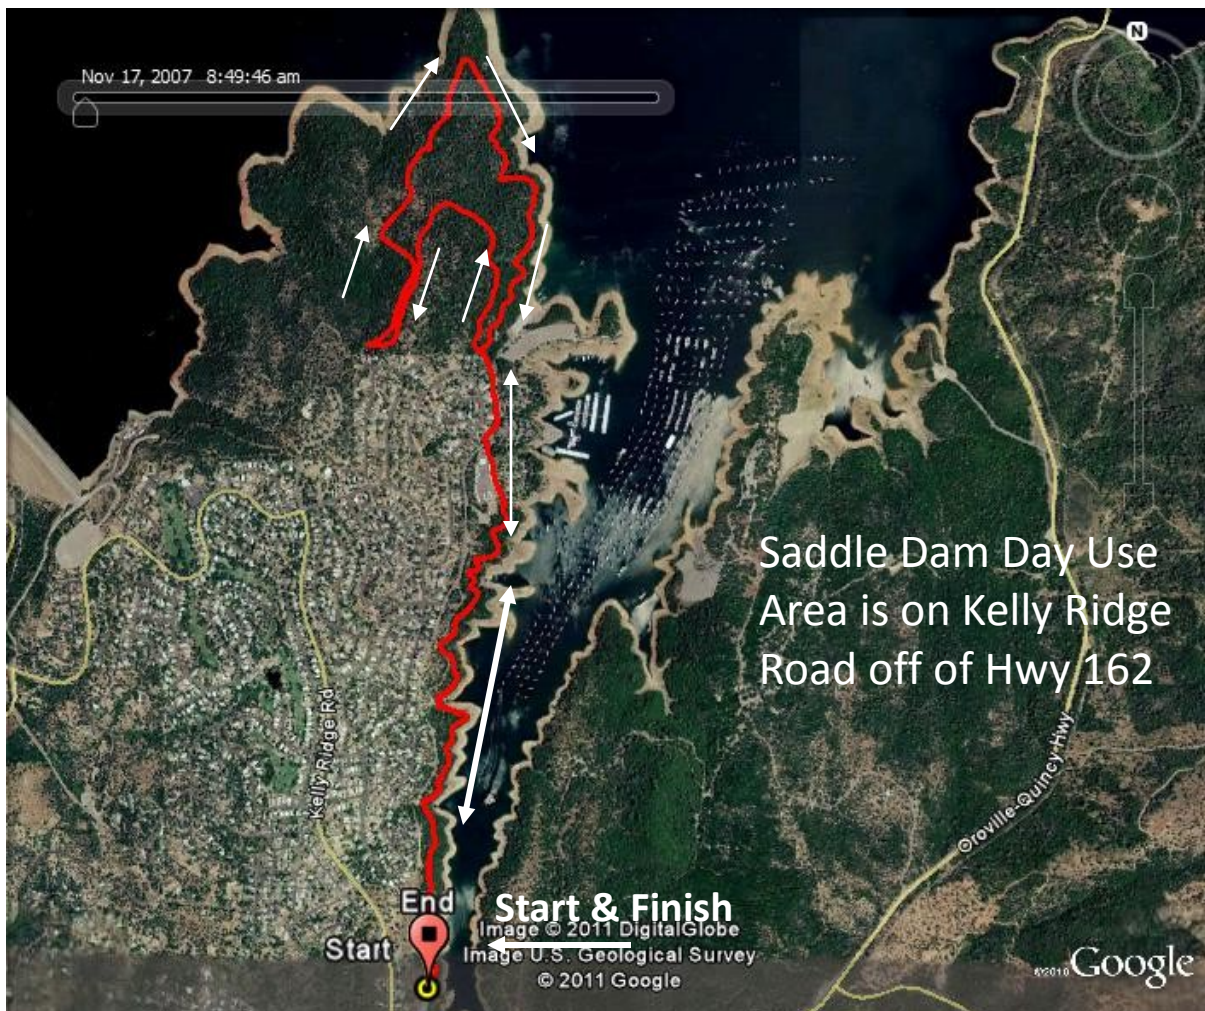 N
Nov 17, 2007 8:49:46 am
Saddle Dam Day Use
Area is on Kelly Ridge
Road off of Hwy 162
Kelly Ridge Rd
Oroville-Quincy Hwy
End
Start & Finish
Start
Image © 2011 DigitalGlobe
Image U.S. Geological Survey
© 2011 Google
©2010 Google